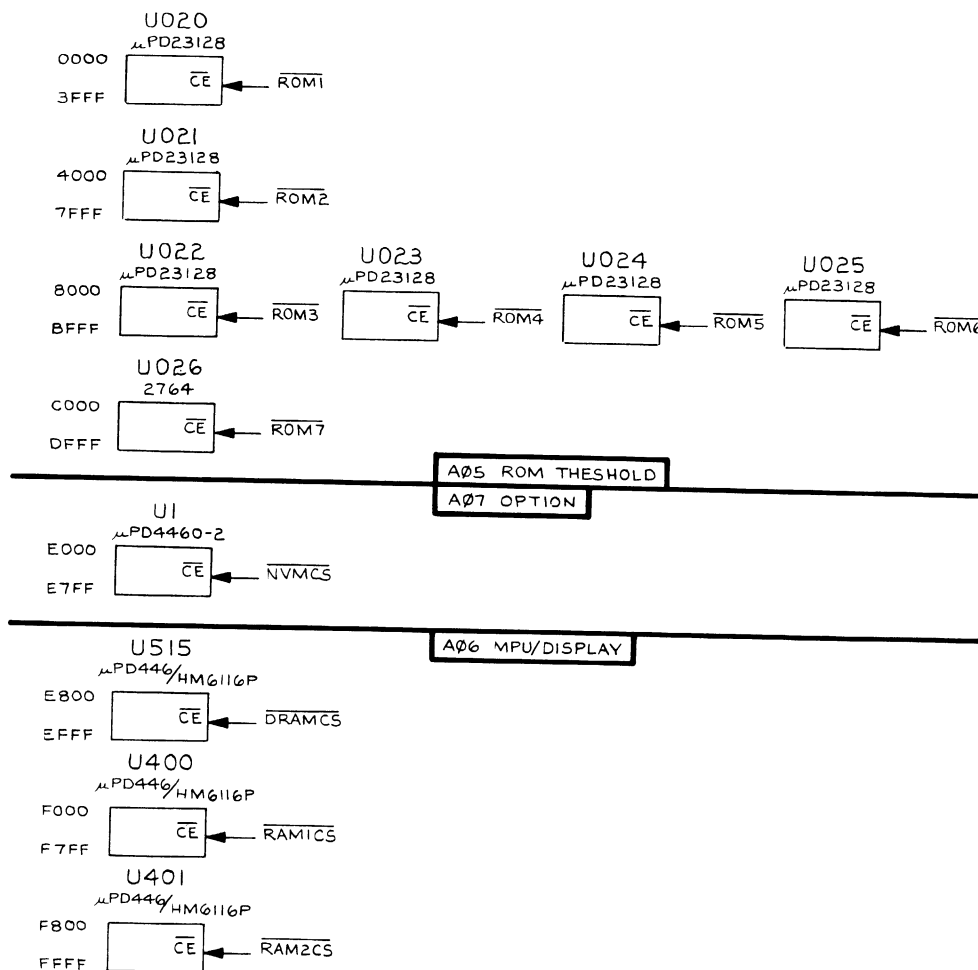 U020
µPD23128
0000
CE
ROM1
3FFF
U021
µPD23128
4000
CE
ROM2
7FFF
U022
µPD23128
8000
CE
ROM3
BFFF
U023
µPD23128
CE
ROM4
U024
µPD23128
CE
ROM5
U025
µPD23128
CE
ROM6
U026
2764
C000
CE
ROM7
DFFF
AØ5 ROM THESHOLD
AØ7 OPTION
U1
µPD4460-2
E000
CE
NVMCS
E7FF
AØ6 MPU/DISPLAY
U515
µPD446/HM6116P
E800
CE
DRAMCS
EFFF
U400
µPD446/HM6116P
F000
CE
RAM1CS
F7FF
U401
µPD446/HM6116P
F800
CE
RAM2CS
FFFF